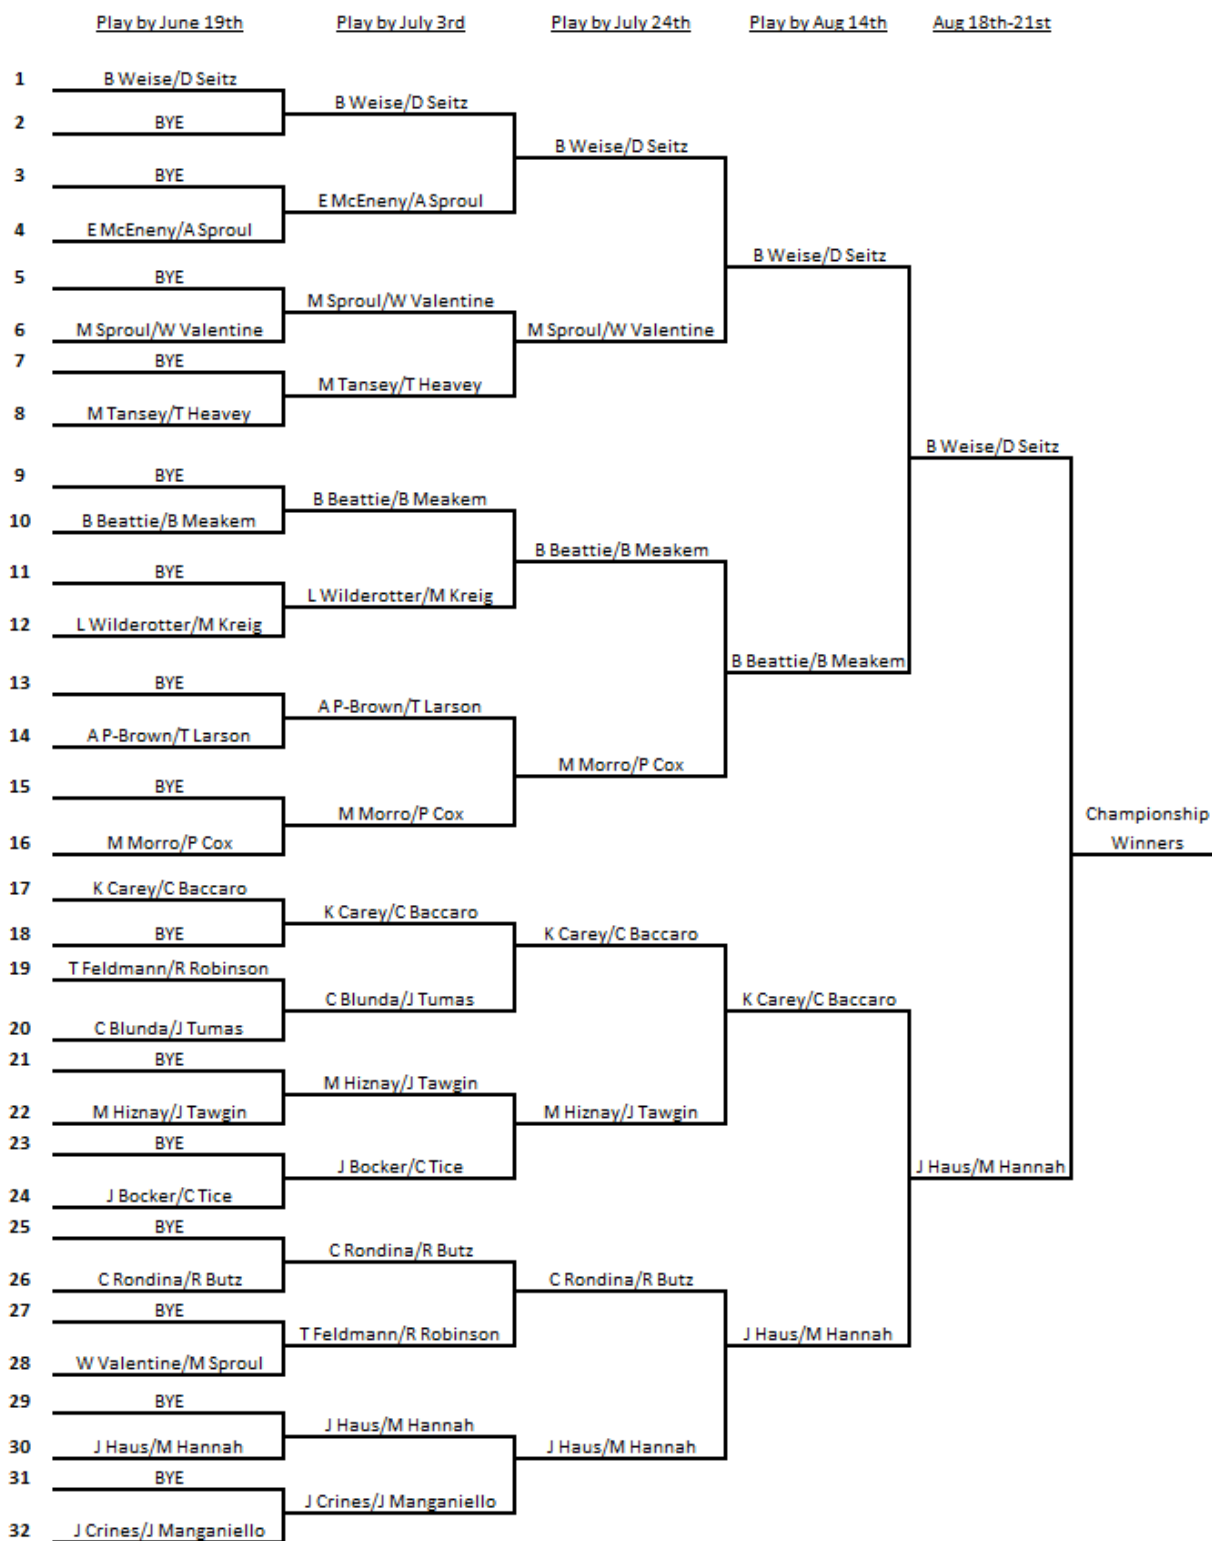 Play by June 19th Play by July 3rd Play by July 24th Play by Aug 14th Aug 18th-21st
1 B Weise/D Seitz
B Weise/D Seitz
2 BYE
B Weise/D Seitz
3 BYE
E McEneny/A Sproul
4 E McEneny/A Sproul
B Weise/D Seitz
5 BYE
M Sproul/W Valentine
6 M Sproul/W Valentine M Sproul/W Valentine
7 BYE
M Tansey/T Heavey
8 M Tansey/T Heavey
B Weise/D Seitz
9 BYE
B Beattie/B Meakem
10 B Beattie/B Meakem
B Beattie/B Meakem
11 BYE
L Wilderotter/M Kreig
12 L Wilderotter/M Kreig
B Beattie/B Meakem
13 BYE
A P-Brown/T Larson
14 A P-Brown/T Larson
M Morro/P Cox
15 BYE
M Morro/P Cox
Championship
16 M Morro/P Cox Winners
17 K Carey/C Baccaro
K Carey/C Baccaro
18 BYE K Carey/C Baccaro
19 T Feldmann/R Robinson
C Blunda/J Tumas K Carey/C Baccaro
20 C Blunda/J Tumas
21 BYE
M Hiznay/J Tawgin
22 M Hiznay/J Tawgin M Hiznay/J Tawgin
23 BYE
J Bocker/C Tice J Haus/M Hannah
24 J Bocker/C Tice
25 BYE
C Rondina/R Butz
26 C Rondina/R Butz C Rondina/R Butz
27 BYE
T Feldmann/R Robinson J Haus/M Hannah
28 W Valentine/M Sproul
29 BYE
J Haus/M Hannah
30 J Haus/M Hannah J Haus/M Hannah
31 BYE
J Crines/J Manganiello
32 J Crines/J Manganiello